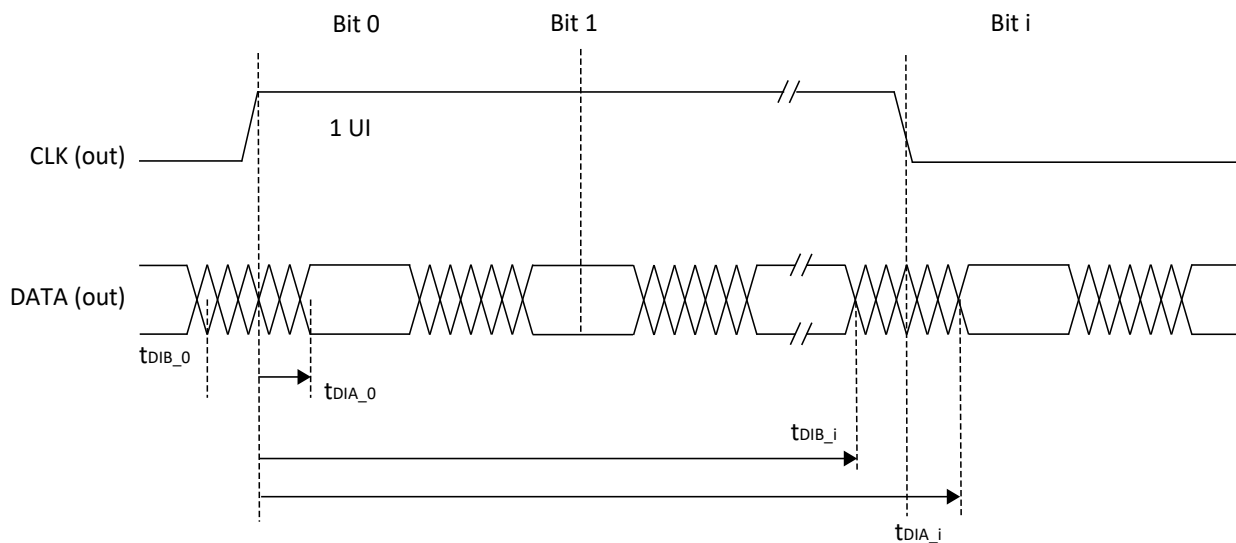 Bit 0 Bit 1 Bit i
1 UI
CLK (out)
DATA (out)
tDIB_0
tDIA_0
tDIB_i
tDIA_i